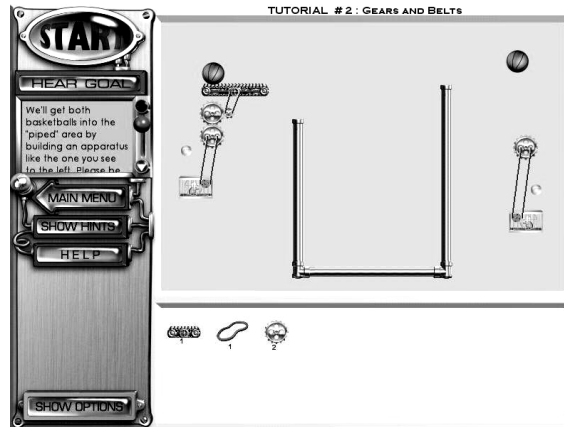 TUTORIAL # 2 : GEARS AND BELTS
START
HEAR GOAL
We'll get both
basketballs into the
"piped" area by
building an apparatus
like the one you see
to the left. Please be
MAIN MENU
SHOW HINTS
HELP
1
1
2
SHOW OPTIONS